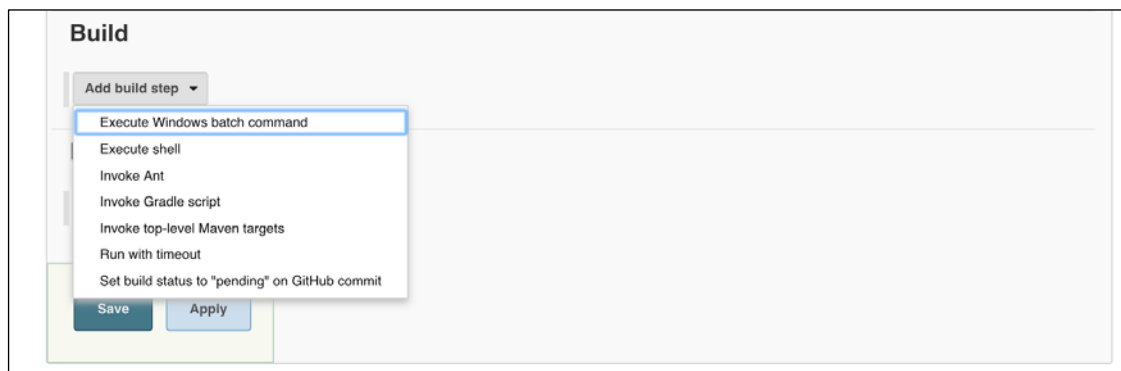 Build
Add build step
Execute Windows batch command
Execute shell
Invoke Ant
Invoke Gradle script
Invoke top-level Maven targets
Run with timeout
Set build status to "pending" on GitHub commit
Save
Apply